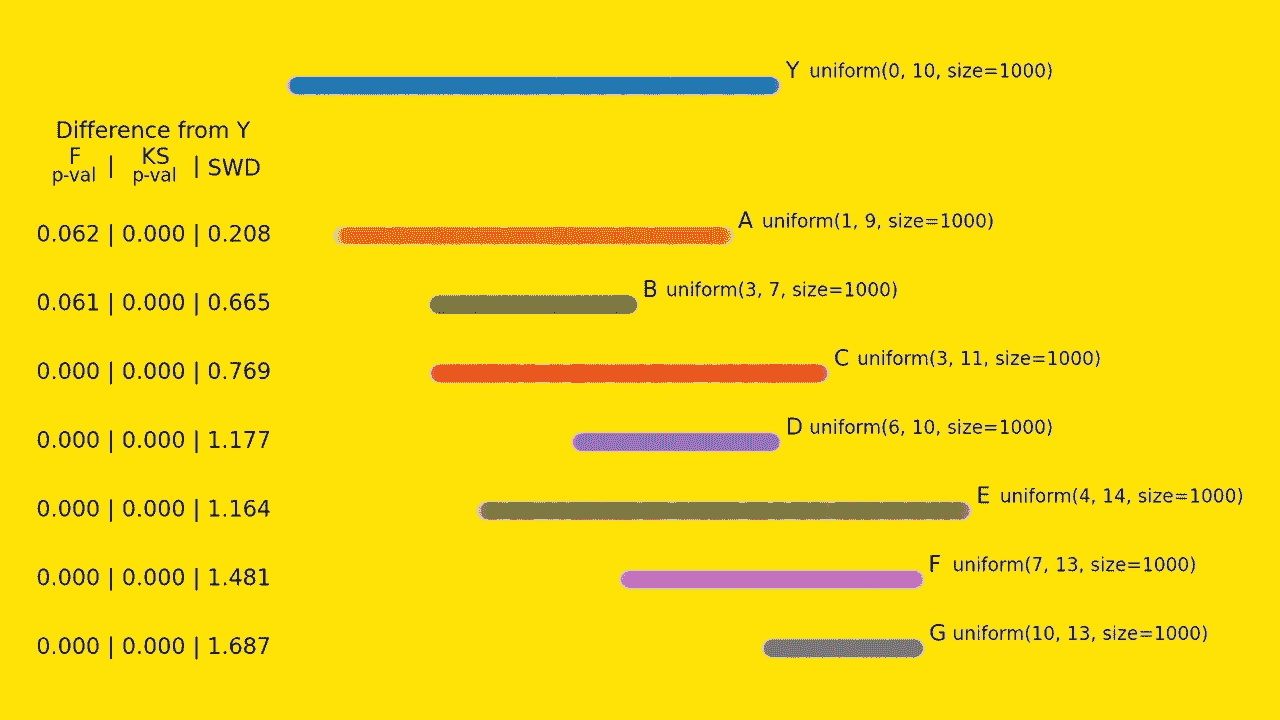 Y uniform(0, 10, size=1000)
Difference from Y
F p-val | KS p-val | SWD
0.062 | 0.000 | 0.208 A uniform(1, 9, size=1000)
0.061 | 0.000 | 0.665 B uniform(3, 7, size=1000)
0.000 | 0.000 | 0.769 C uniform(3, 11, size=1000)
0.000 | 0.000 | 1.177 D uniform(6, 10, size=1000)
0.000 | 0.000 | 1.164 E uniform(4, 14, size=1000)
0.000 | 0.000 | 1.481 F uniform(7, 13, size=1000)
0.000 | 0.000 | 1.687 G uniform(10, 13, size=1000)